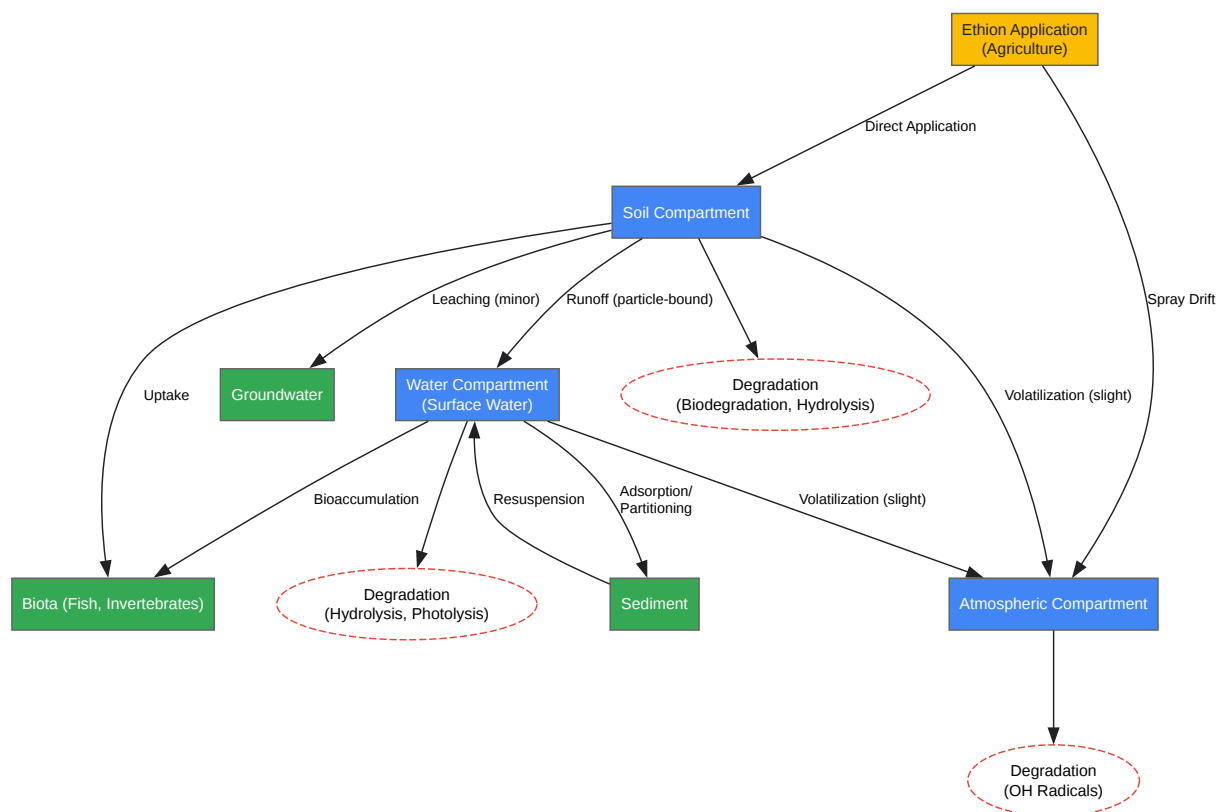 Ethion Application
(Agriculture)
Direct Application
Soil Compartment
Leaching (minor)
Runoff (particle-bound)
Spray Drift
Uptake
Groundwater
Water Compartment
(Surface Water)
Degradation
(Biodegradation, Hydrolysis)
Volatilization (slight)
Bioaccumulation
Resuspension
Adsorption/
Partitioning
Volatilization (slight)
Biota (Fish, Invertebrates)
Degradation
(Hydrolysis, Photolysis)
Sediment
Atmospheric Compartment
Degradation
(OH Radicals)